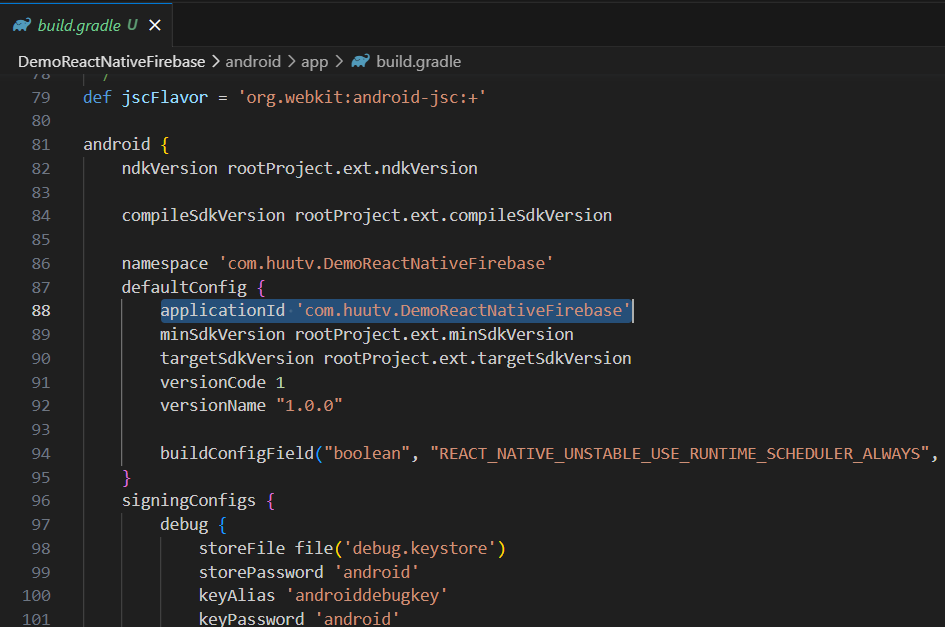 build.gradle U ×
DemoReactNativeFirebase > android > app > build.gradle
78 */
79 def jscFlavor = 'org.webkit:android-jsc:+'
80
81 android {
82     ndkVersion rootProject.ext.ndkVersion
83
84     compileSdkVersion rootProject.ext.compileSdkVersion
85
86     namespace 'com.huutv.DemoReactNativeFirebase'
87     defaultConfig {
88         applicationId 'com.huutv.DemoReactNativeFirebase'
89         minSdkVersion rootProject.ext.minSdkVersion
90         targetSdkVersion rootProject.ext.targetSdkVersion
91         versionCode 1
92         versionName "1.0.0"
93
94         buildConfigField("boolean", "REACT_NATIVE_UNSTABLE_USE_RUNTIME_SCHEDULER_ALWAYS",
95     }
96     signingConfigs {
97         debug {
98             storeFile file('debug.keystore')
99             storePassword 'android'
100             keyAlias 'androiddebugkey'
101             keyPassword 'android'